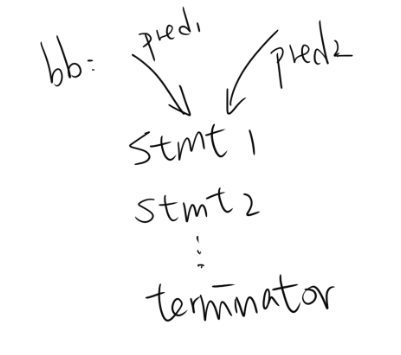 bb:
pred1
pred2
stmt 1
stmt 2
⋮
terminator